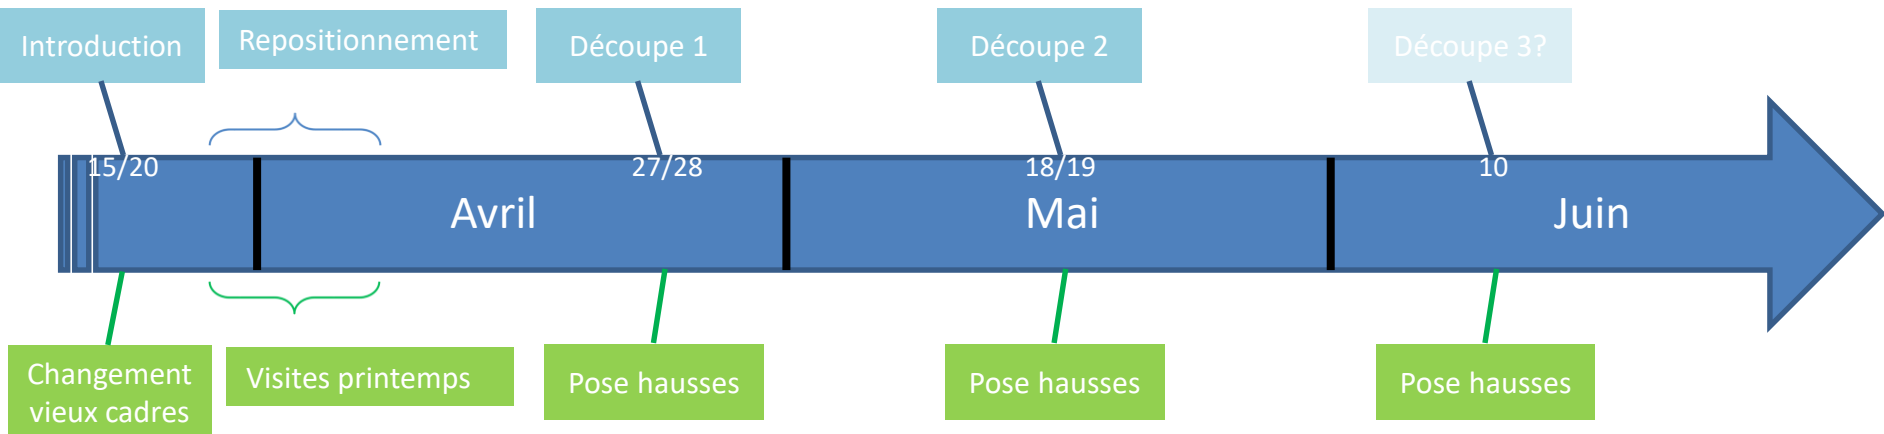 Introduction
Repositionnement
Découpe 1
Découpe 2
Découpe 3?
15/20
27/28
18/19
10
Avril
Mai
Juin
Changement
vieux cadres
Visites printemps
Pose hausses
Pose hausses
Pose hausses